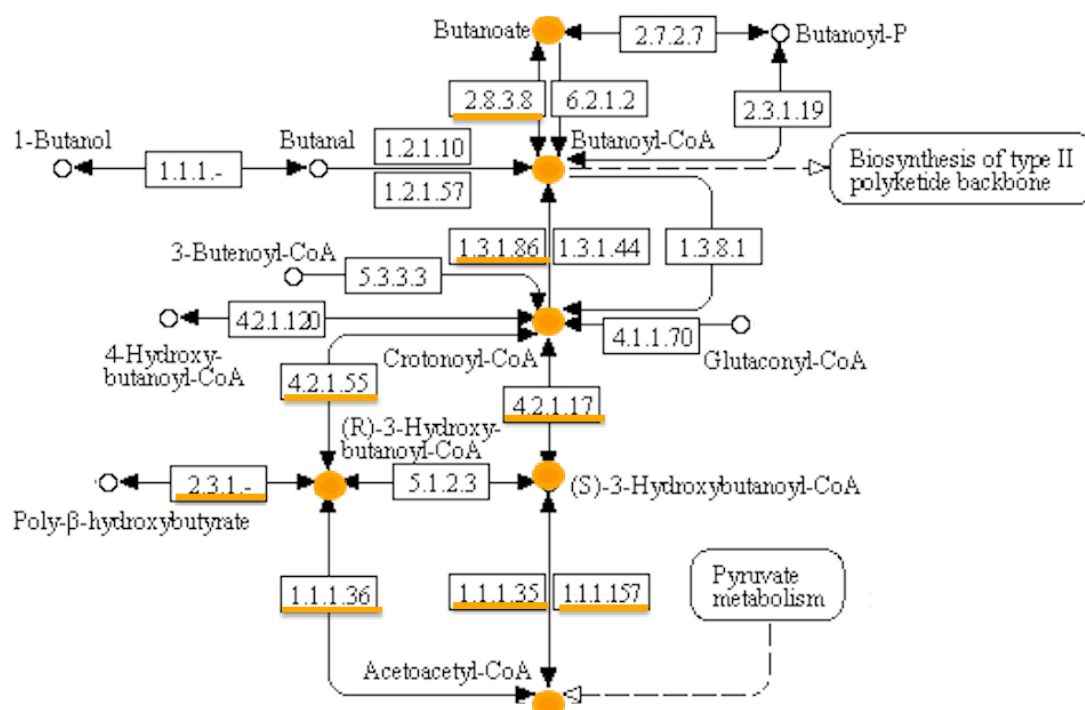 Butanoate
2.7.2.7
Butanoyl-P
2.8.3.8
6.2.1.2
2.3.1.19
1-Butanol
Butanal
1.2.1.10
Butanoyl-CoA
1.1.1.-
1.2.1.57
Biosynthesis of type II
polyketide backbone
3-Butenoyl-CoA
1.3.1.86
1.3.1.44
1.3.8.1
5.3.3.3
4.2.1.120
4.1.1.70
4-Hydroxy-
butanoyl-CoA
Crotonoyl-CoA
Glutaconyl-CoA
4.2.1.55
4.2.1.17
(R)-3-Hydroxy-
butanoyl-CoA
2.3.1.-
5.1.2.3
(S)-3-Hydroxybutanoyl-CoA
Poly-β-hydroxybutyrate
1.1.1.36
1.1.1.35
1.1.1.157
Pyruvate
metabolism
Acetoacetyl-CoA